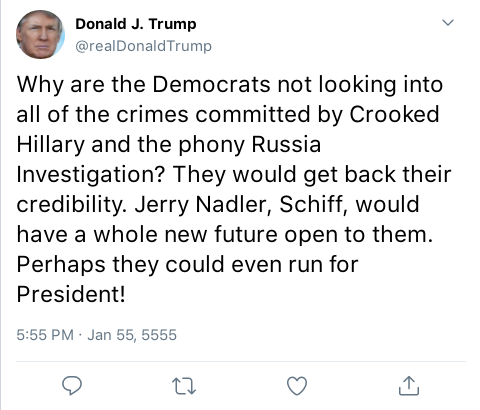 Donald J. Trump
@realDonaldTrump
Why are the Democrats not looking into
all of the crimes committed by Crooked
Hillary and the phony Russia
Investigation? They would get back their
credibility. Jerry Nadler, Schiff, would
have a whole new future open to them.
Perhaps they could even run for
President!
5:55 PM · Jan 55, 5555